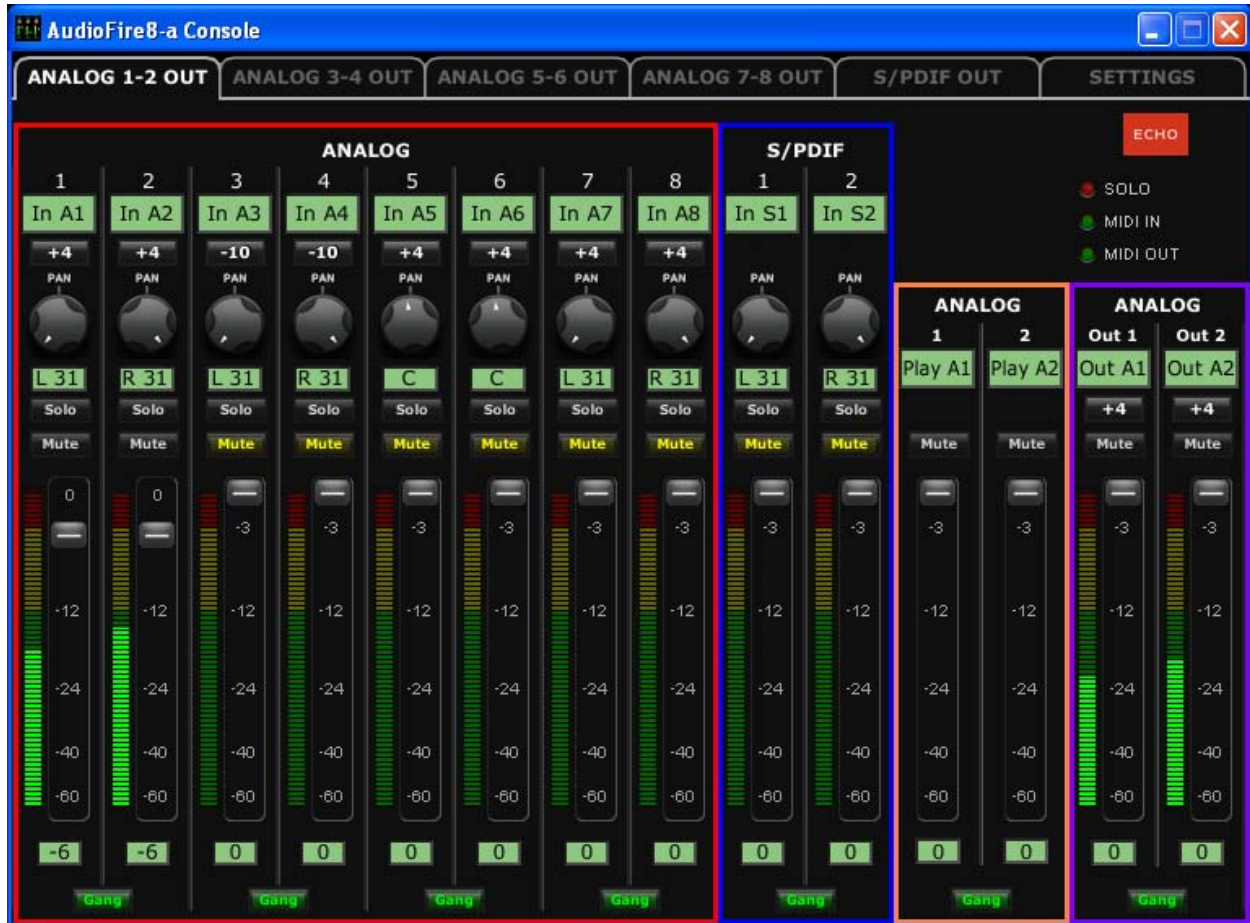 AudioFire8-a Console
ANALOG 1-2 OUT ANALOG 3-4 OUT ANALOG 5-6 OUT ANALOG 7-8 OUT S/PDIF OUT SETTINGS
ECHO
ANALOG S/PDIF
1 2 3 4 5 6 7 8 1 2
SOLO
In A1 In A2 In A3 In A4 In A5 In A6 In A7 In A8 In S1 In S2
MIDI IN
+4 +4 -10 -10 +4 +4 +4 +4
MIDI OUT
PAN PAN PAN PAN PAN PAN PAN PAN PAN PAN
ANALOG ANALOG
1 2 Out 1 Out 2
Play A1 Play A2 Out A1 Out A2
L 31 R 31 L 31 R 31 C C L 31 R 31 L 31 R 31
Solo Solo Solo Solo Solo Solo Solo Solo Solo Solo +4 +4
Mute Mute Mute Mute Mute Mute Mute Mute Mute Mute Mute Mute Mute Mute
0 0
-3 -3 -3 -3 -3 -3 -3 -3 -3 -3 -3 -3
-12 -12 -12 -12 -12 -12 -12 -12 -12 -12 -12 -12 -12 -12
-24 -24 -24 -24 -24 -24 -24 -24 -24 -24 -24 -24 -24 -24
-40 -40 -40 -40 -40 -40 -40 -40 -40 -40 -40 -40 -40 -40
-60 -60 -60 -60 -60 -60 -60 -60 -60 -60 -60 -60 -60 -60
-6 -6 0 0 0 0 0 0 0 0 0 0 0 0
Gang Gang Gang Gang Gang Gang Gang